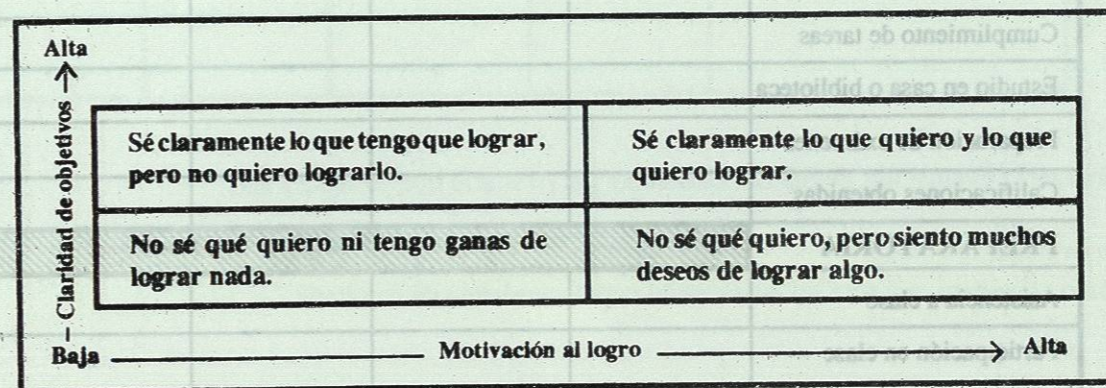 Alta
Claridad de objetivos
Sé claramente lo que tengo que lograr,
pero no quiero lograrlo.
Sé claramente lo que quiero y lo que
quiero lograr.
No sé qué quiero ni tengo ganas de
lograr nada.
No sé qué quiero, pero siento muchos
deseos de lograr algo.
Baja
Motivación al logro
Alta
Cumplimiento de tareas
Estudio en casa o biblioteca
Calificaciones obtenidas
Participación en clase